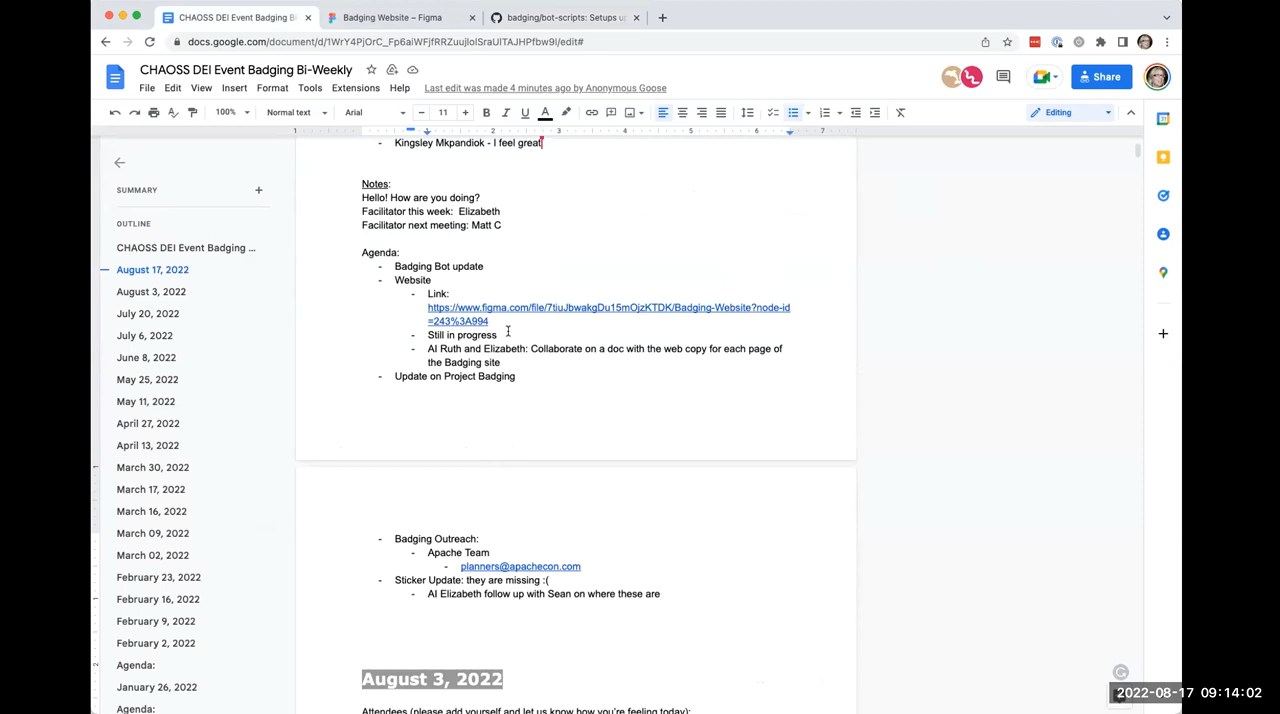 CHAOSS DEI Event Badging Bi
Badging Website – Figma
badging/bot-scripts: Setups u
docs.google.com/document/d/1WrY4PjOrC_Fp6aiWFjfRRZuujIoISraUlTAJHPfbw9I/edit#
CHAOSS DEI Event Badging Bi-Weekly
File Edit View Insert Format Tools Extensions Help
Last edit was made 4 minutes ago by Anonymous Goose
Share
100% Normal text Arial 11 Editing
1 1 2 3 4 5 6 7
- Kingsley Mkpandiok - I feel great
SUMMARY
OUTLINE
CHAOSS DEI Event Badging ...
August 17, 2022
August 3, 2022
July 20, 2022
July 6, 2022
June 8, 2022
May 25, 2022
May 11, 2022
April 27, 2022
April 13, 2022
March 30, 2022
March 17, 2022
March 16, 2022
March 09, 2022
March 02, 2022
February 23, 2022
February 16, 2022
February 9, 2022
February 2, 2022
Agenda:
January 26, 2022
Agenda:
Notes:
Hello! How are you doing?
Facilitator this week: Elizabeth
Facilitator next meeting: Matt C
Agenda:
- Badging Bot update
- Website
- Link:
https://www.figma.com/file/7tiuJbwakgDu15mOjzKTDK/Badging-Website?node-id
=243%3A994
- Still in progress
- AI Ruth and Elizabeth: Collaborate on a doc with the web copy for each page of
the Badging site
- Update on Project Badging
- Badging Outreach:
- Apache Team
- planners@apachecon.com
- Sticker Update: they are missing :(
- AI Elizabeth follow up with Sean on where these are
August 3, 2022
Attendees (please add yourself and let us know how you're feeling today):
2022-08-17 09:14:02